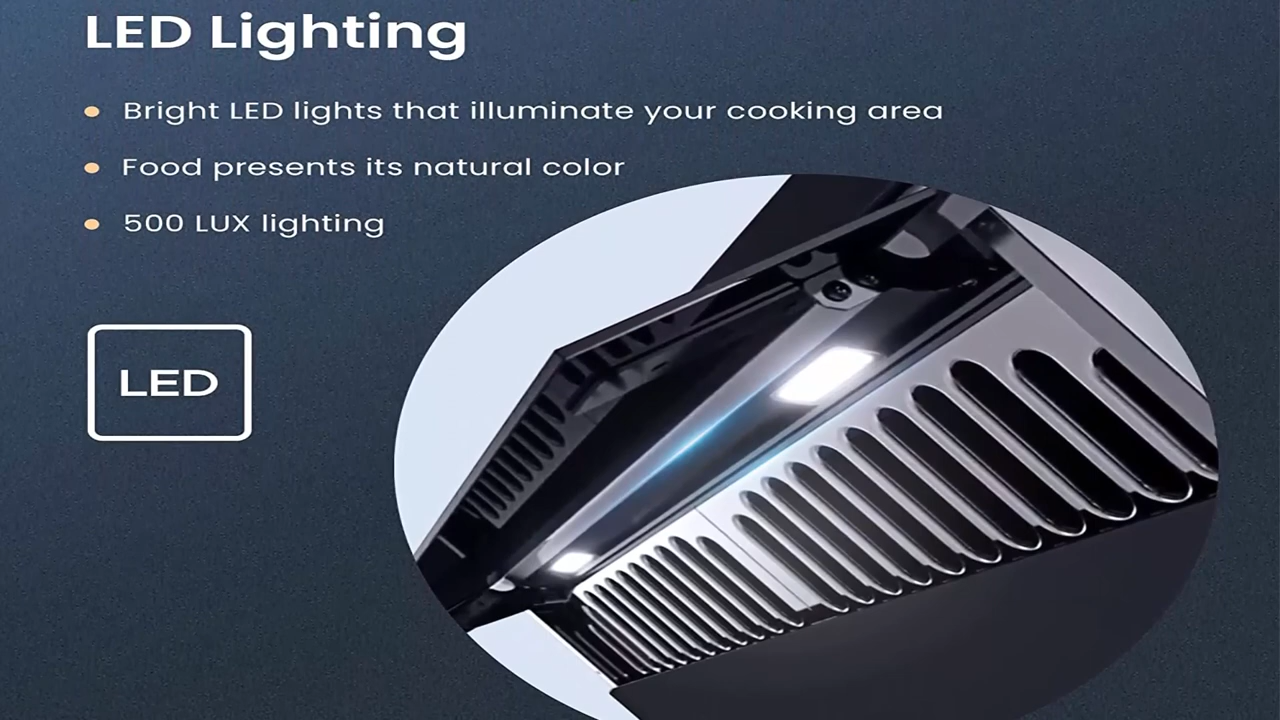 LED Lighting
Bright LED lights that illuminate your cooking area
Food presents its natural color
500 LUX lighting
LED